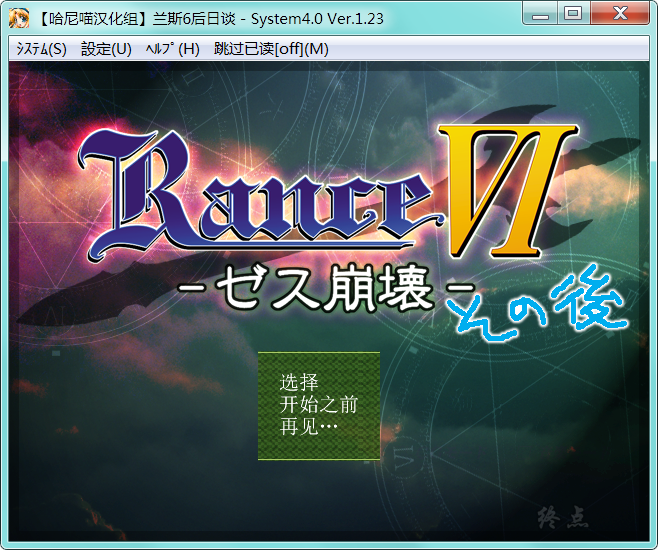 【哈尼喵汉化组】兰斯6后日谈 - System4.0 Ver.1.23
ｼｽﾃﾑ(S) 設定(U) ﾍﾙﾌﾟ(H) 跳过已读[off](M)
Rance VI
-ゼス崩壊-
その後
选择
开始之前
再见…
终点